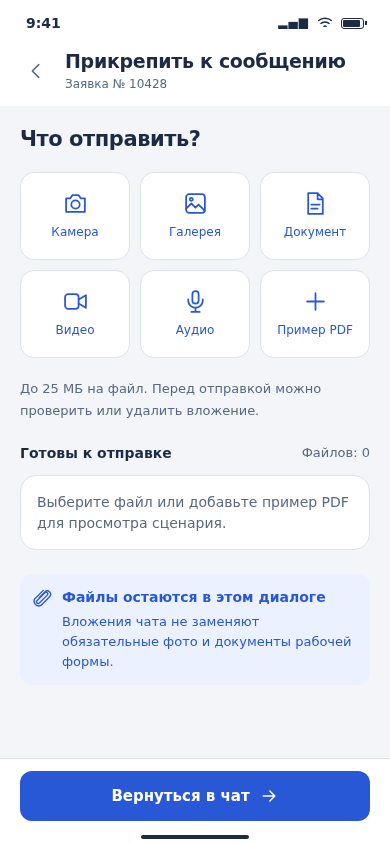 9:41
Прикрепить к сообщению
Заявка № 10428
Что отправить?
Камера
Галерея
Документ
Видео
Аудио
Пример PDF
До 25 МБ на файл. Перед отправкой можно
проверить или удалить вложение.
Готовы к отправке
Файлов: 0
Выберите файл или добавьте пример PDF
для просмотра сценария.
Файлы остаются в этом диалоге
Вложения чата не заменяют
обязательные фото и документы рабочей
формы.
Вернуться в чат